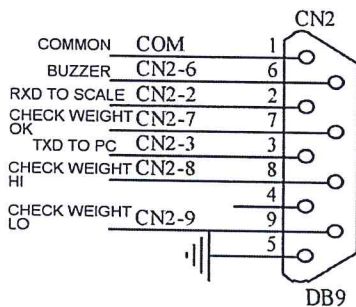 CN2
COMMON COM 1
BUZZER CN2-6 6
RXD TO SCALE CN2-2 2
CHECK WEIGHT
OK CN2-7 7
TXD TO PC CN2-3 3
CHECK WEIGHT
HI CN2-8 8
4
CHECK WEIGHT
LO CN2-9 9
5
DB9